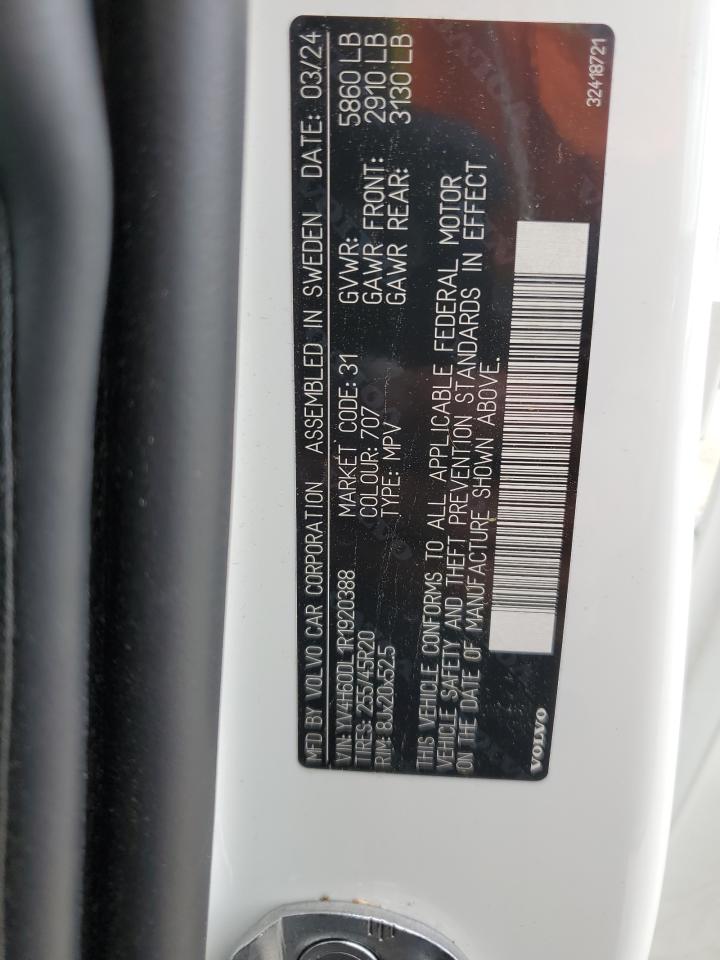 MFD BY VOLVO CAR CORPORATION ASSEMBLED IN SWEDEN DATE: 03/24
VIN: YV4H60DL1R1920388 MARKET CODE: 31 GVWR: 5860 LB
TIRES: 255/45R20 COLOUR: 707 GAWR FRONT: 2910 LB
RIM: 8Jx20x52.5 TYPE: MPV GAWR REAR: 3130 LB
THIS VEHICLE CONFORMS TO ALL APPLICABLE FEDERAL MOTOR
VEHICLE SAFETY AND THEFT PREVENTION STANDARDS IN EFFECT
ON THE DATE OF MANUFACTURE SHOWN ABOVE.
VOLVO 32418721